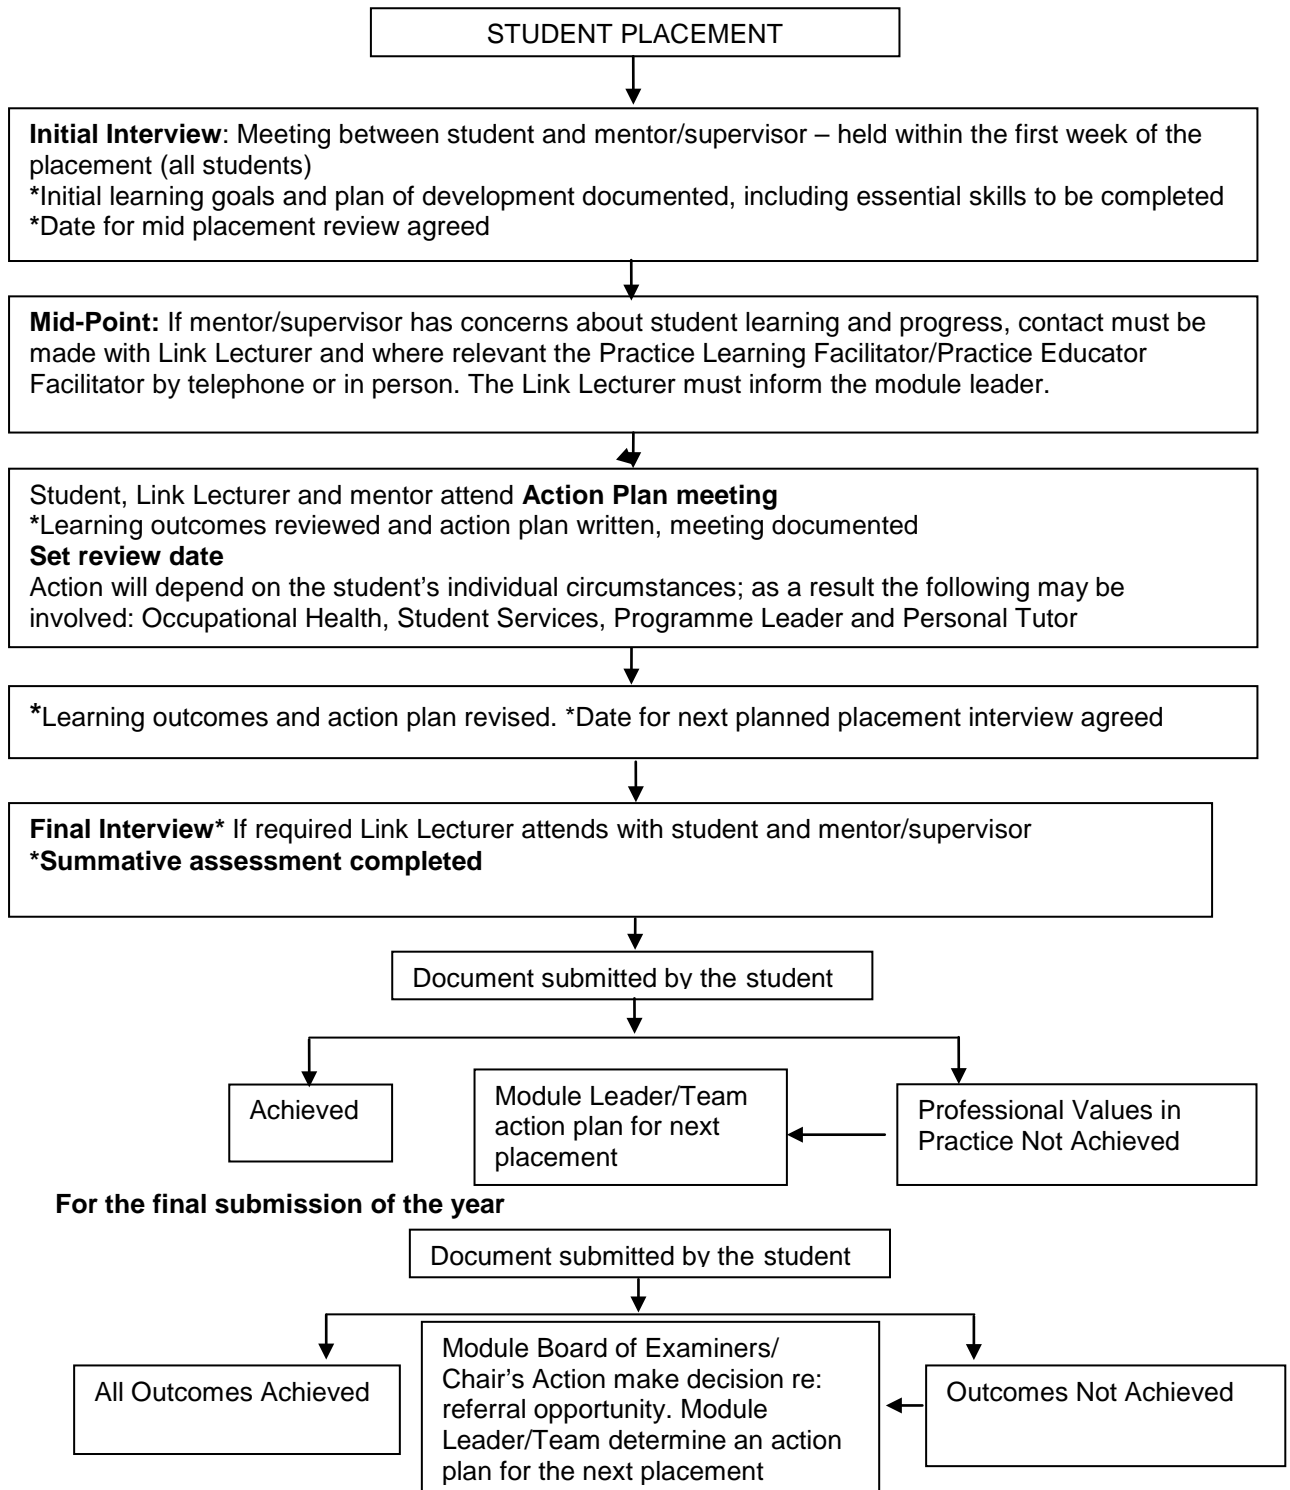 STUDENT PLACEMENT
Initial Interview: Meeting between student and mentor/supervisor – held within the first week of the
placement (all students)
*Initial learning goals and plan of development documented, including essential skills to be completed
*Date for mid placement review agreed
Mid-Point: If mentor/supervisor has concerns about student learning and progress, contact must be
made with Link Lecturer and where relevant the Practice Learning Facilitator/Practice Educator
Facilitator by telephone or in person. The Link Lecturer must inform the module leader.
Student, Link Lecturer and mentor attend Action Plan meeting
*Learning outcomes reviewed and action plan written, meeting documented
Set review date
Action will depend on the student’s individual circumstances; as a result the following may be
involved: Occupational Health, Student Services, Programme Leader and Personal Tutor
*Learning outcomes and action plan revised. *Date for next planned placement interview agreed
Final Interview* If required Link Lecturer attends with student and mentor/supervisor
*Summative assessment completed
Document submitted by the student
Achieved
Module Leader/Team
action plan for next
placement
Professional Values in
Practice Not Achieved
For the final submission of the year
Document submitted by the student
All Outcomes Achieved
Module Board of Examiners/
Chair’s Action make decision re:
referral opportunity. Module
Leader/Team determine an action
plan for the next placement
Outcomes Not Achieved